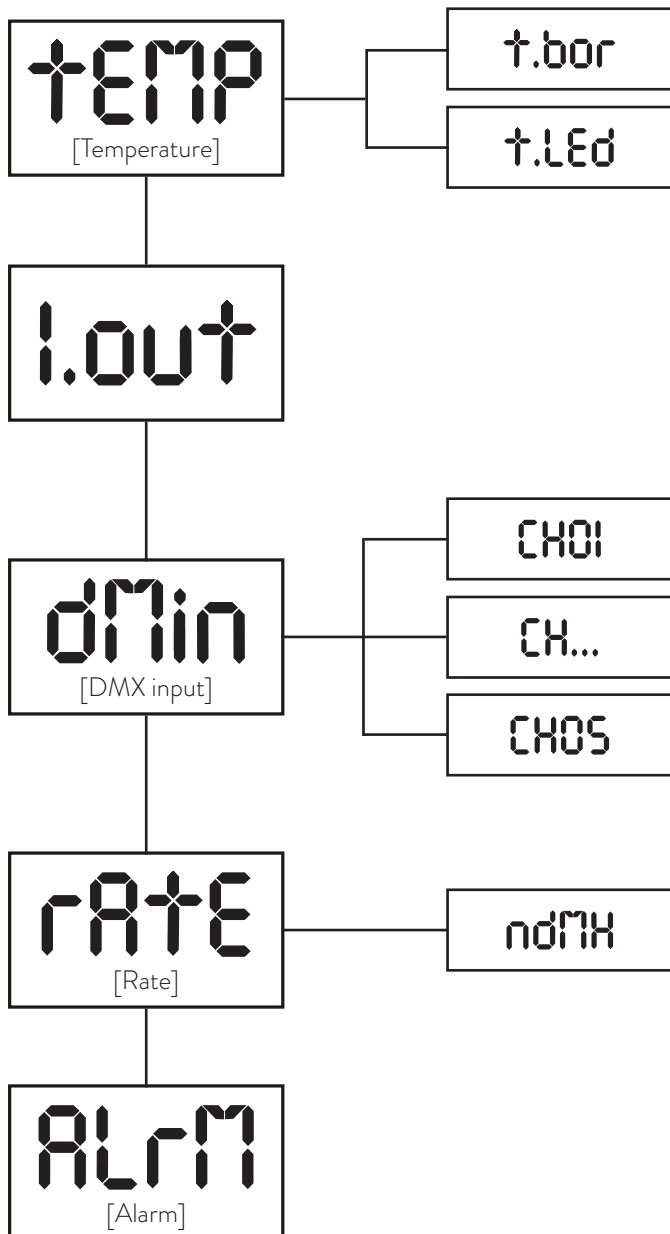 tEMP
[Temperature]
t.bor
t.LEd
I.out
dMin
[DMX input]
CH01
CH...
CH05
rAtE
[Rate]
ndMX
ALrM
[Alarm]